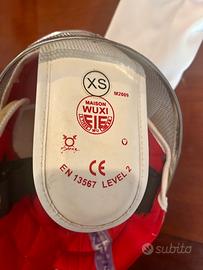 XS
M2005
MAISON
WUXI
FIE
CE
EN 13567 LEVEL 2
subito